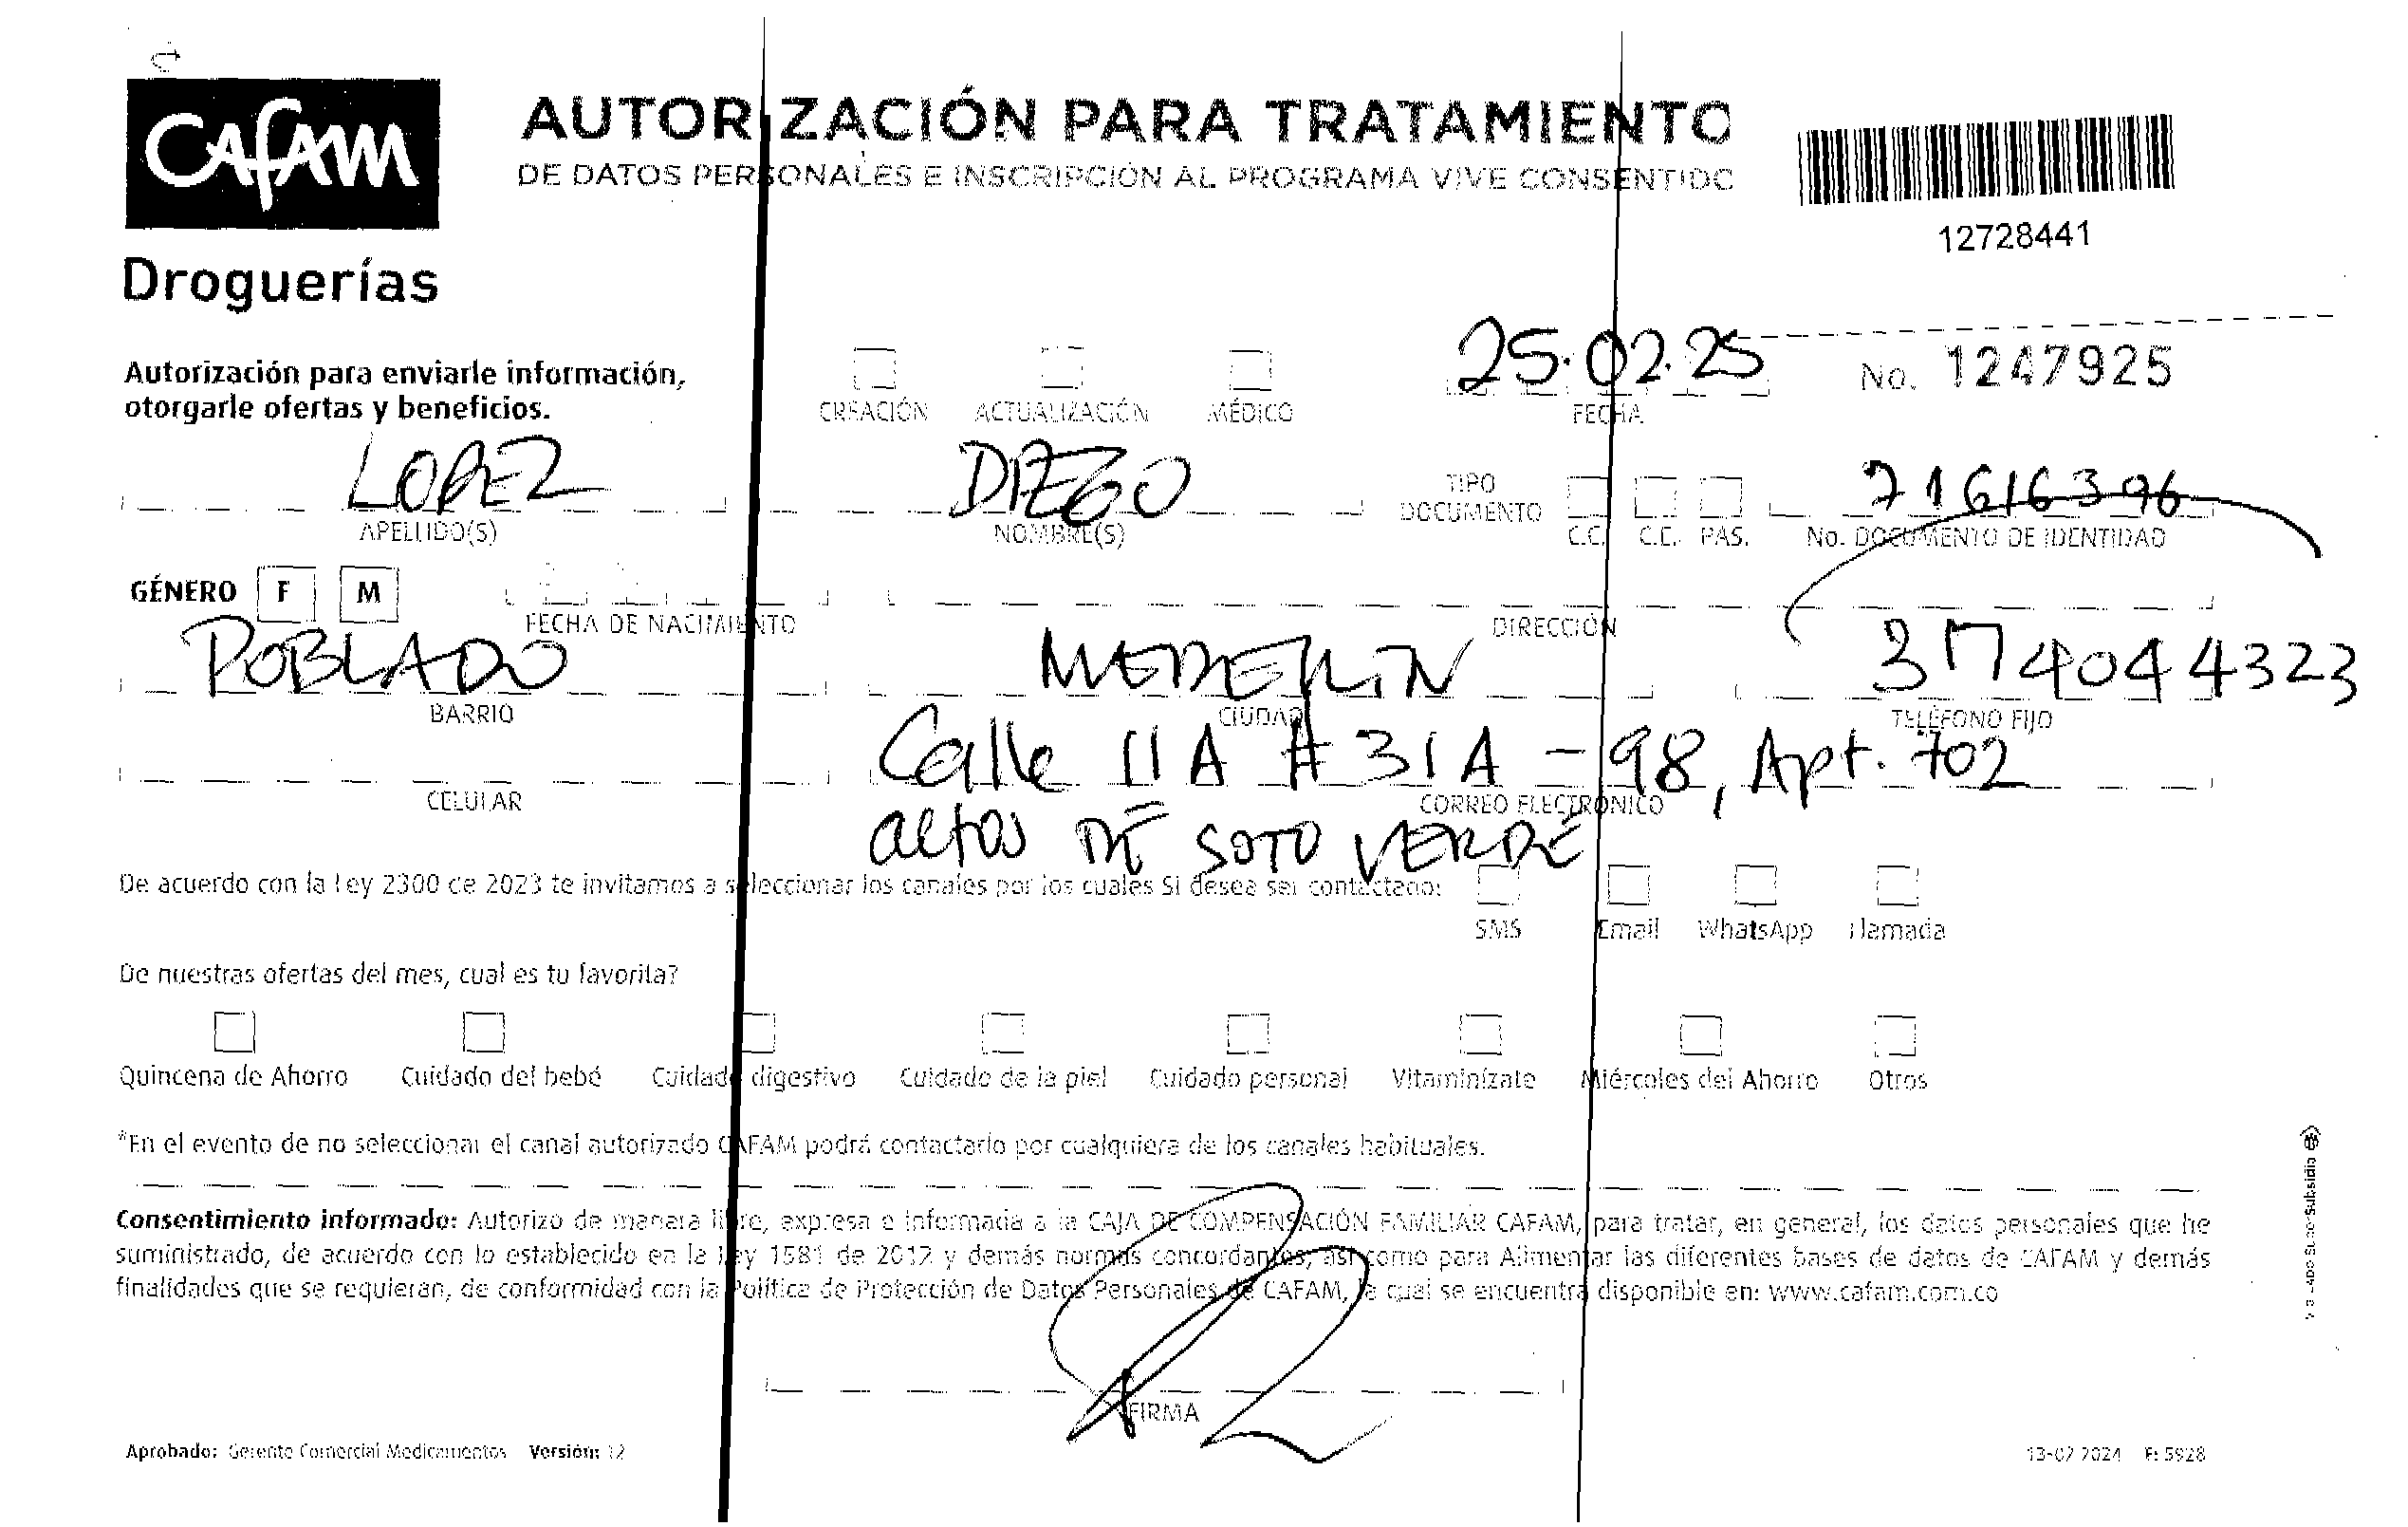 Cafam
Droguerías
AUTORIZACIÓN PARA TRATAMIENTO
DE DATOS PERSONALES E INSCRIPCIÓN AL PROGRAMA VIVE CONSENTIDO
12728441
Autorización para enviarle información,
otorgarle ofertas y beneficios.
CREACIÓN ACTUALIZACIÓN MÉDICO
25.02.25
FECHA
No. 1247925
LOPEZ DIEGO 71616396
APELLIDO(S) NOMBRE(S) TIPO DOCUMENTO C.C. C.E. PAS. No. DOCUMENTO DE IDENTIDAD
GÉNERO F M
FECHA DE NACIMIENTO DIRECCIÓN
POBLADO MEDELLIN 3174044323
BARRIO CIUDAD TELÉFONO FIJO
Calle 11 A # 31A - 98, Apt. 702
CELULAR CORREO ELECTRÓNICO
altos DE SOTO VERDE
De acuerdo con la Ley 2300 de 2023 te invitamos a seleccionar los canales por los cuales Si desea ser contactado:
SMS Email WhatsApp Llamada
De nuestras ofertas del mes, cual es tu favorita?
Quincena de Ahorro Cuidado del bebé Cuidado digestivo Cuidado de la piel Cuidado personal Vitaminízate Miércoles del Ahorro Otros
*En el evento de no seleccionar el canal autorizado CAFAM podrá contactarlo por cualquiera de los canales habituales.
Consentimiento informado: Autorizo de manera libre, expresa e informada a la CAJA DE COMPENSACIÓN FAMILIAR CAFAM, para tratar, en general, los datos personales que he
suministrado, de acuerdo con lo establecido en la Ley 1581 de 2012 y demás normas concordantes, así como para Alimentar las diferentes bases de datos de CAFAM y demás
finalidades que se requieran, de conformidad con la Política de Protección de Datos Personales de CAFAM, la cual se encuentra disponible en: www.cafam.com.co
FIRMA
Aprobado: Gerente Comercial Medicamentos Versión: 12
13-02 2024 F: 5928
SuperSubsidio